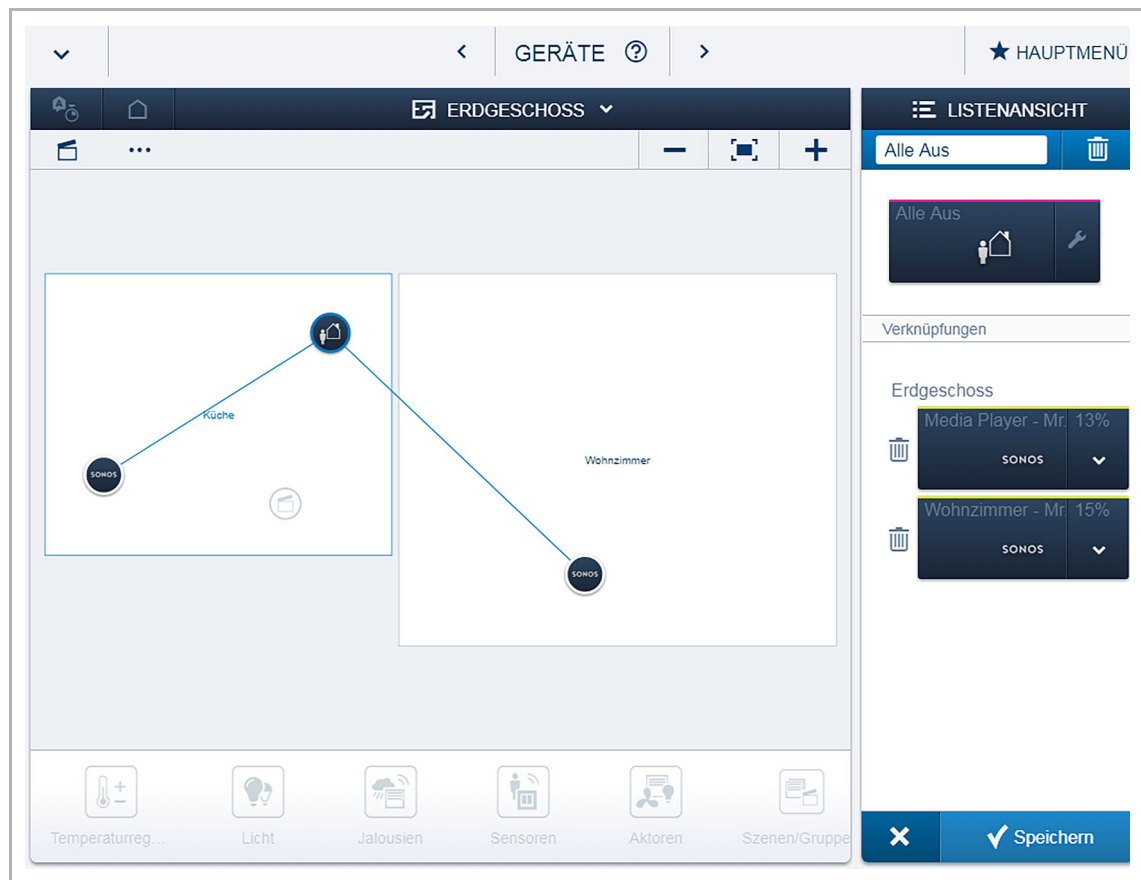 GERÄTE ?
HAUPTMENÜ
A
ERDGESCHOSS
LISTENANSICHT
Alle Aus
Alle Aus
Verknüpfungen
Küche
SONOS
Wohnzimmer
SONOS
Erdgeschoss
Media Player - Mr. 13%
SONOS
Wohnzimmer - Mr. 15%
SONOS
Temperaturreg...
Licht
Jalousien
Sensoren
Aktoren
Szenen/Gruppe
Speichern